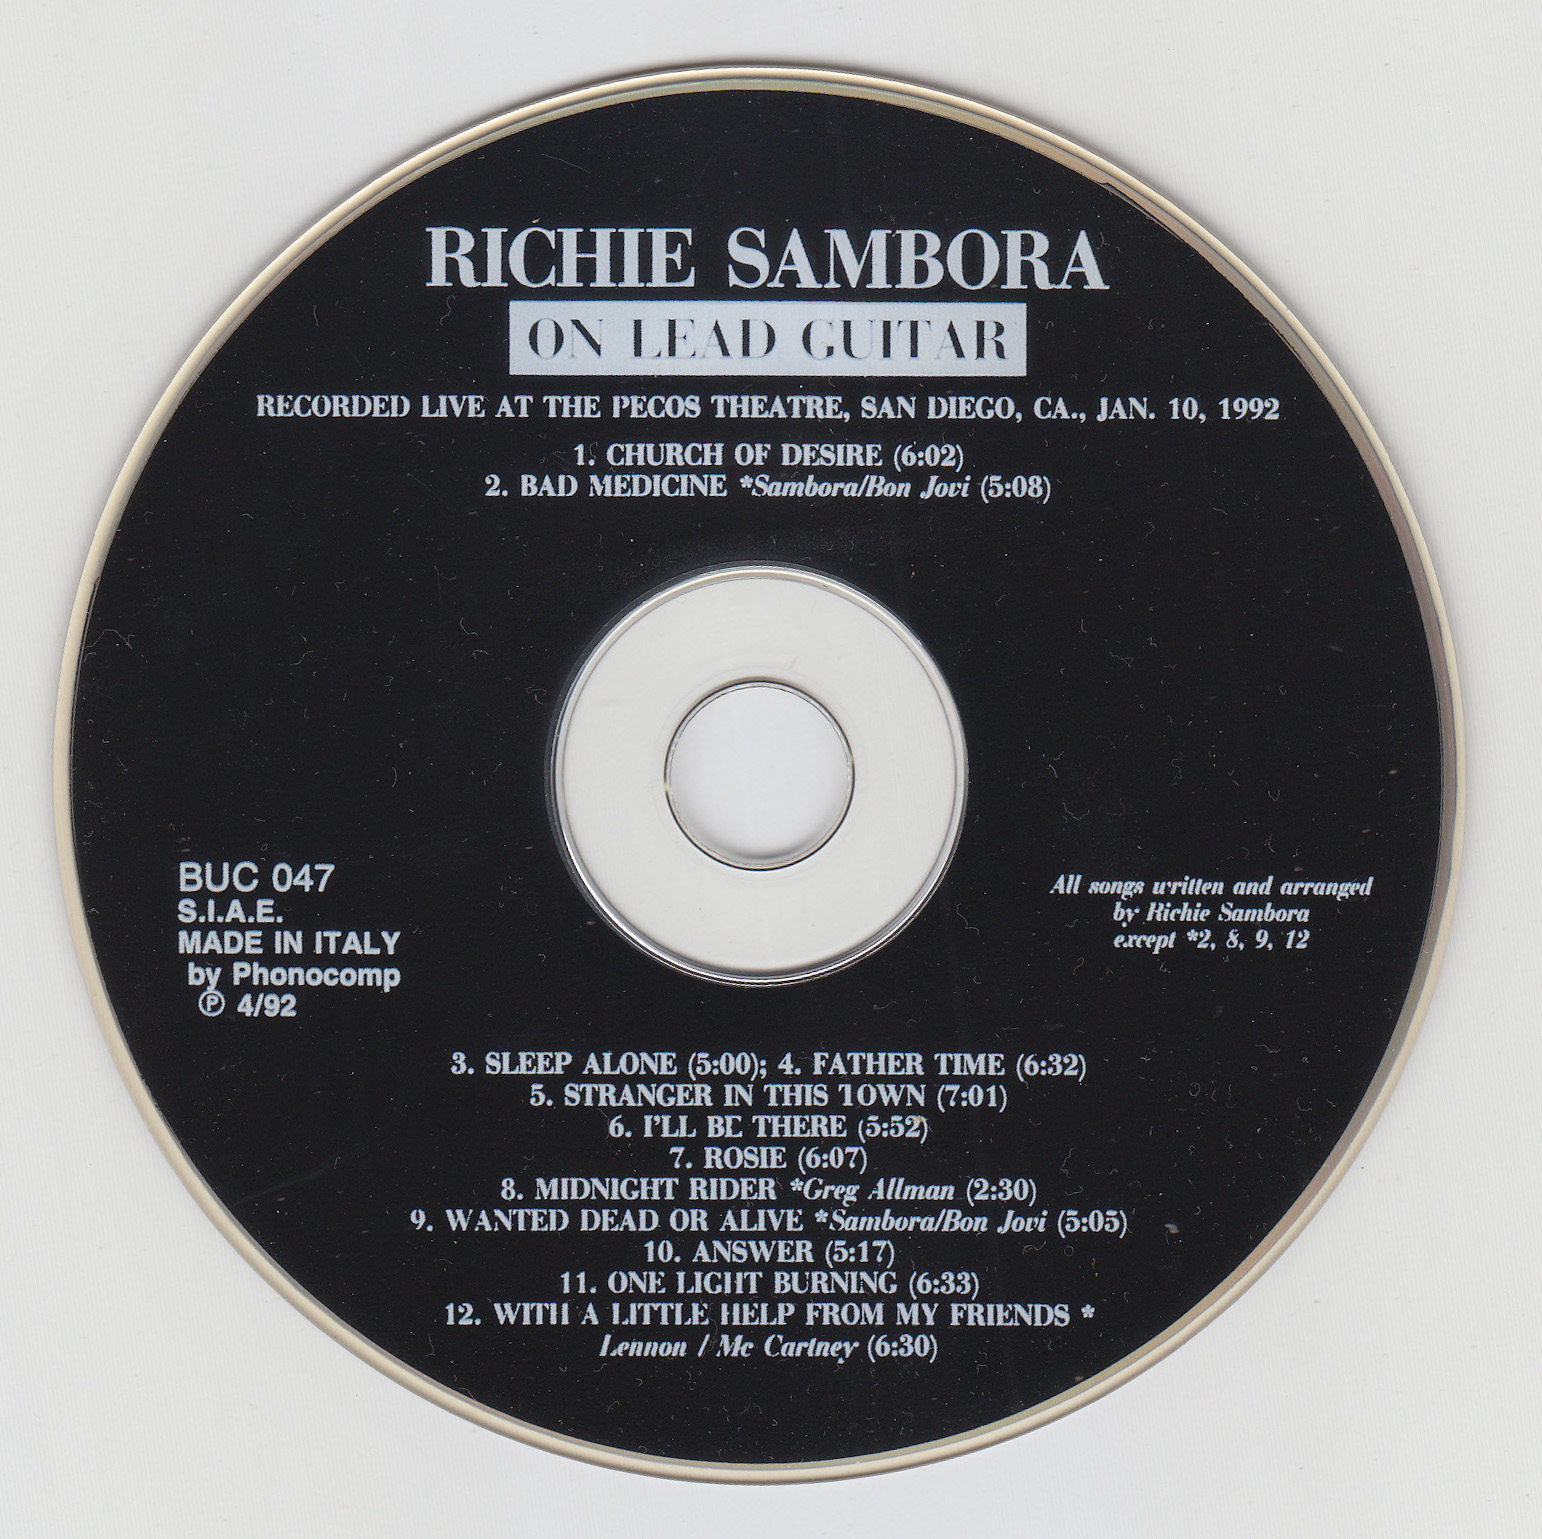 RICHIE SAMBORA
ON LEAD GUITAR
RECORDED LIVE AT THE PECOS THEATRE, SAN DIEGO, CA., JAN. 10, 1992
1. CHURCH OF DESIRE (6:02)
2. BAD MEDICINE *Sambora/Bon Jovi (5:08)
BUC 047
S.I.A.E.
MADE IN ITALY
by Phonocomp
℗ 4/92
All songs written and arranged
by Richie Sambora
except *2, 8, 9, 12
3. SLEEP ALONE (5:00); 4. FATHER TIME (6:32)
5. STRANGER IN THIS TOWN (7:01)
6. I'LL BE THERE (5:52)
7. ROSIE (6:07)
8. MIDNIGHT RIDER *Greg Allman (2:30)
9. WANTED DEAD OR ALIVE *Sambora/Bon Jovi (5:05)
10. ANSWER (5:17)
11. ONE LIGHT BURNING (6:33)
12. WITH A LITTLE HELP FROM MY FRIENDS *
Lennon / Mc Cartney (6:30)